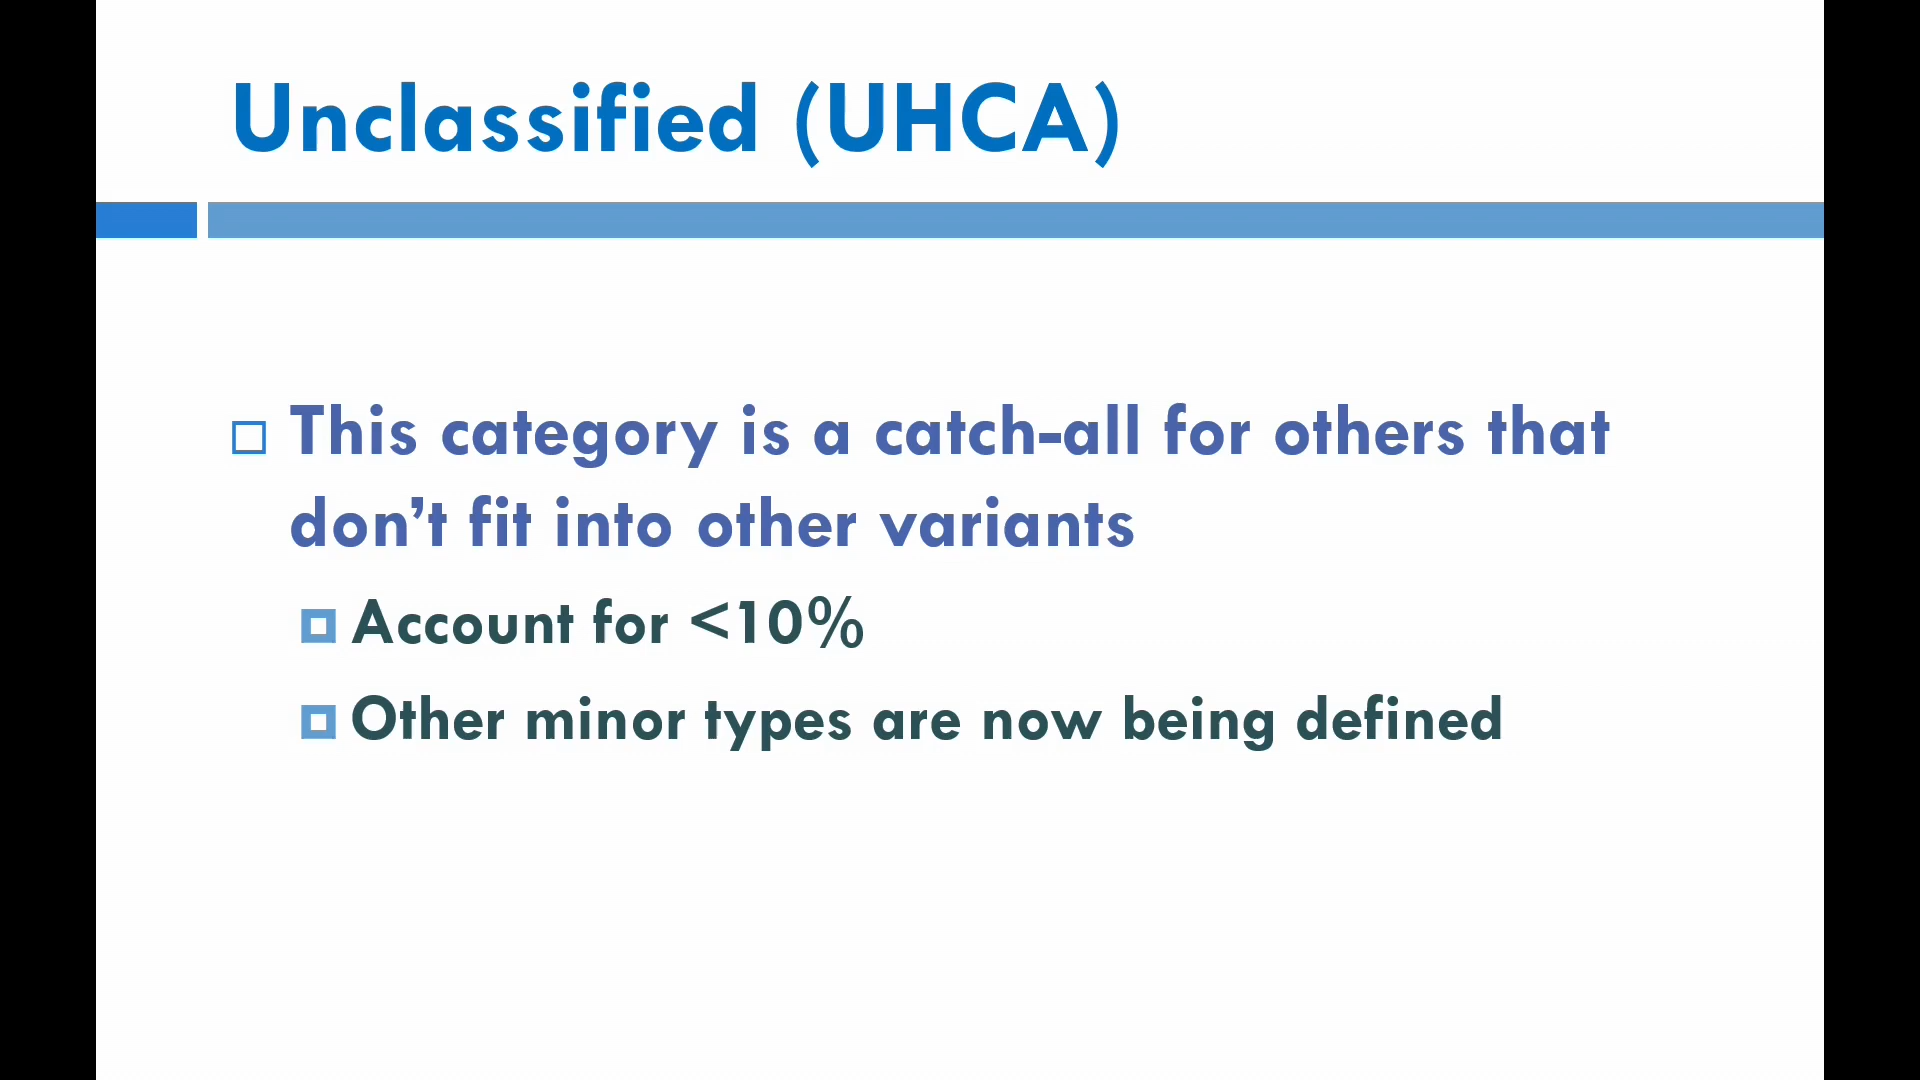 Unclassified (UHCA)
This category is a catch-all for others that
don’t fit into other variants
Account for <10%
Other minor types are now being defined